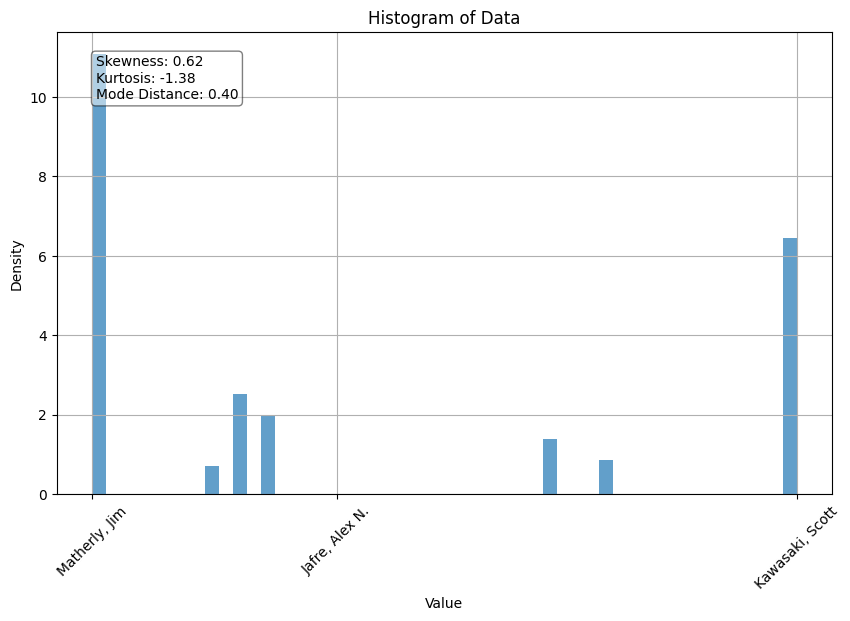 Histogram of Data
Skewness: 0.62
Kurtosis: -1.38
Mode Distance: 0.40
10
8
6
4
2
0
Density
Matherly, Jim
Jafre, Alex N.
Kawasaki, Scott
Value